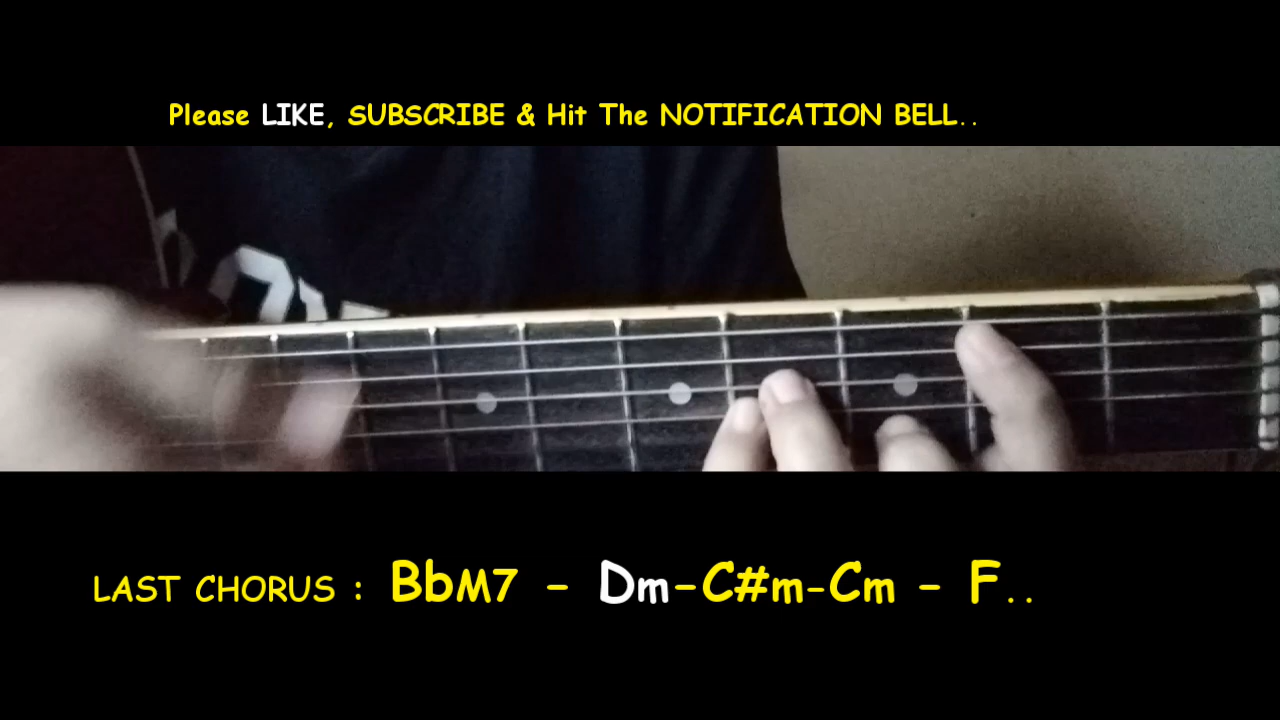 Please LIKE, SUBSCRIBE & Hit The NOTIFICATION BELL..
LAST CHORUS : BbM7 - Dm-C#m-Cm - F..